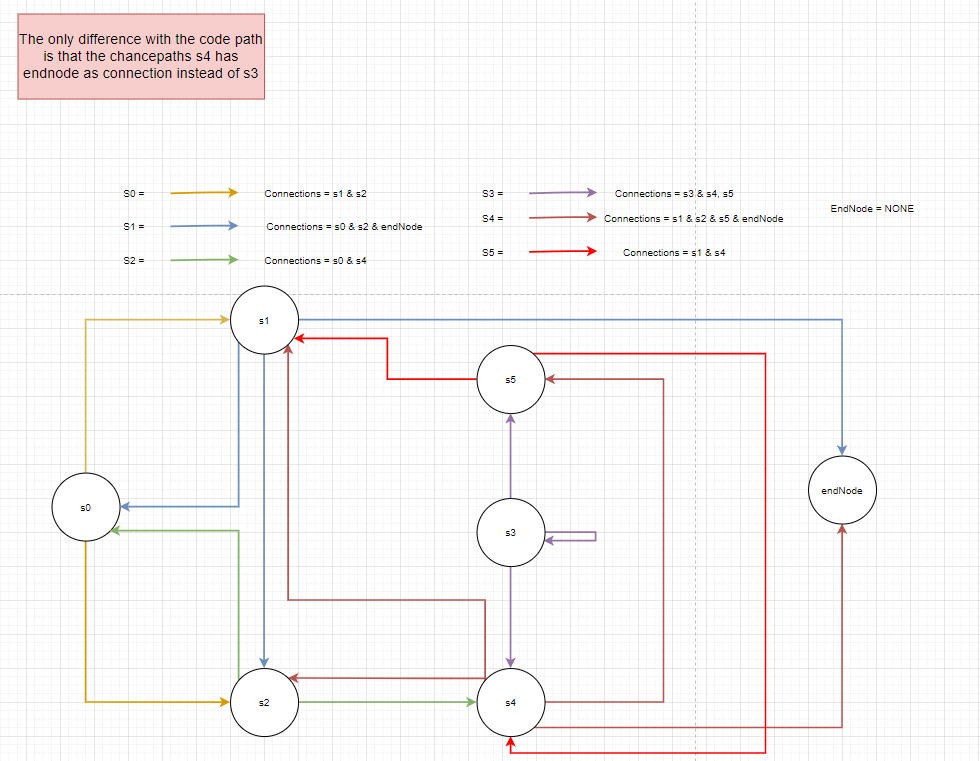 The only difference with the code path
is that the chancepaths s4 has
endnode as connection instead of s3
S0 =
Connections = s1 & s2
S1 =
Connections = s0 & s2 & endNode
S2 =
Connections = s0 & s4
S3 =
Connections = s3 & s4, s5
S4 =
Connections = s1 & s2 & s5 & endNode
S5 =
Connections = s1 & s4
EndNode = NONE
s1
s5
endNode
s0
s3
s2
s4